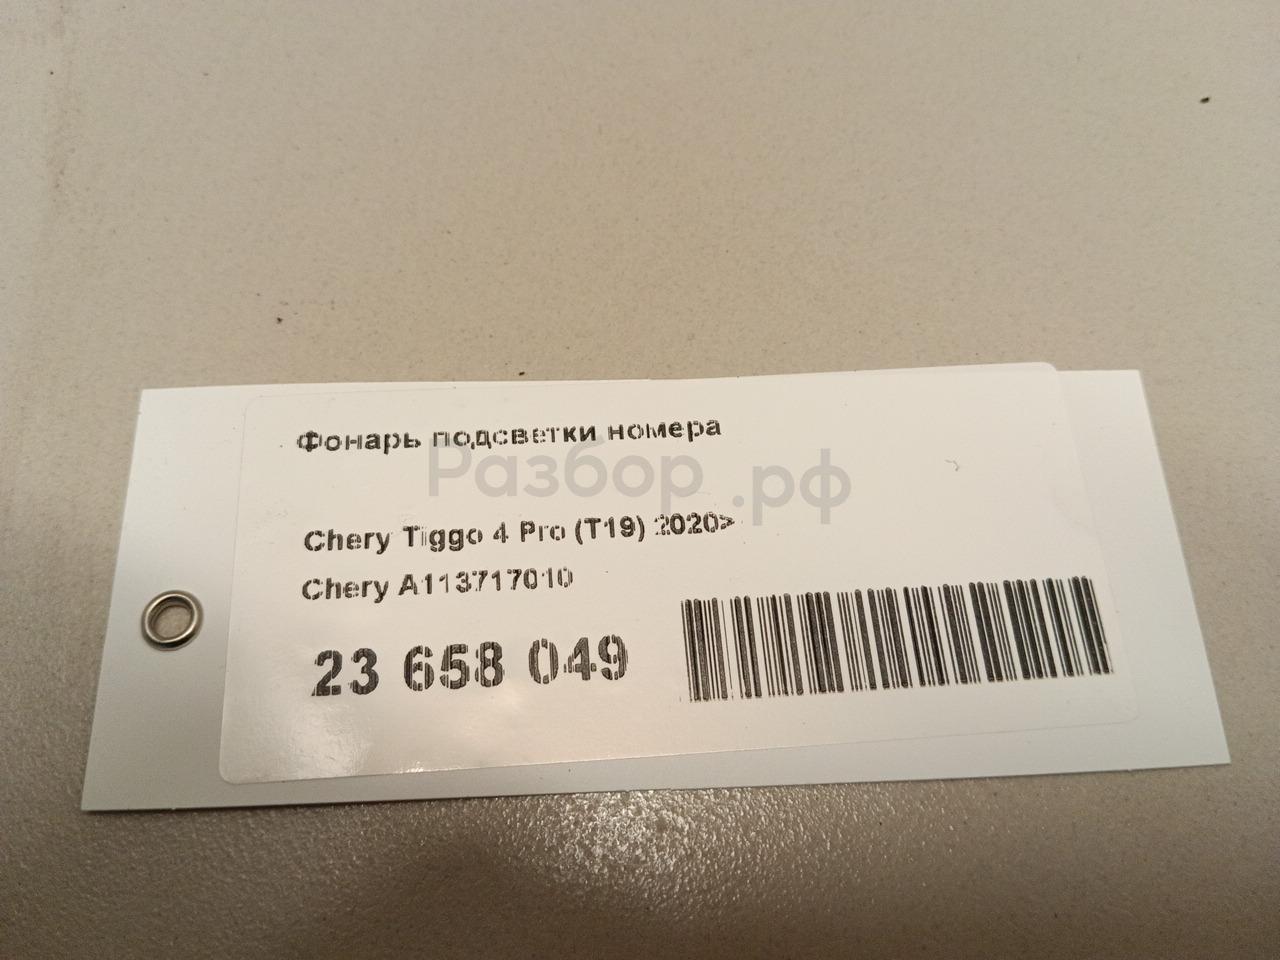 Фонарь подсветки номера
Разбор.рф
Chery Tiggo 4 Pro (T19) 2020>
Chery A113717010
23 658 049